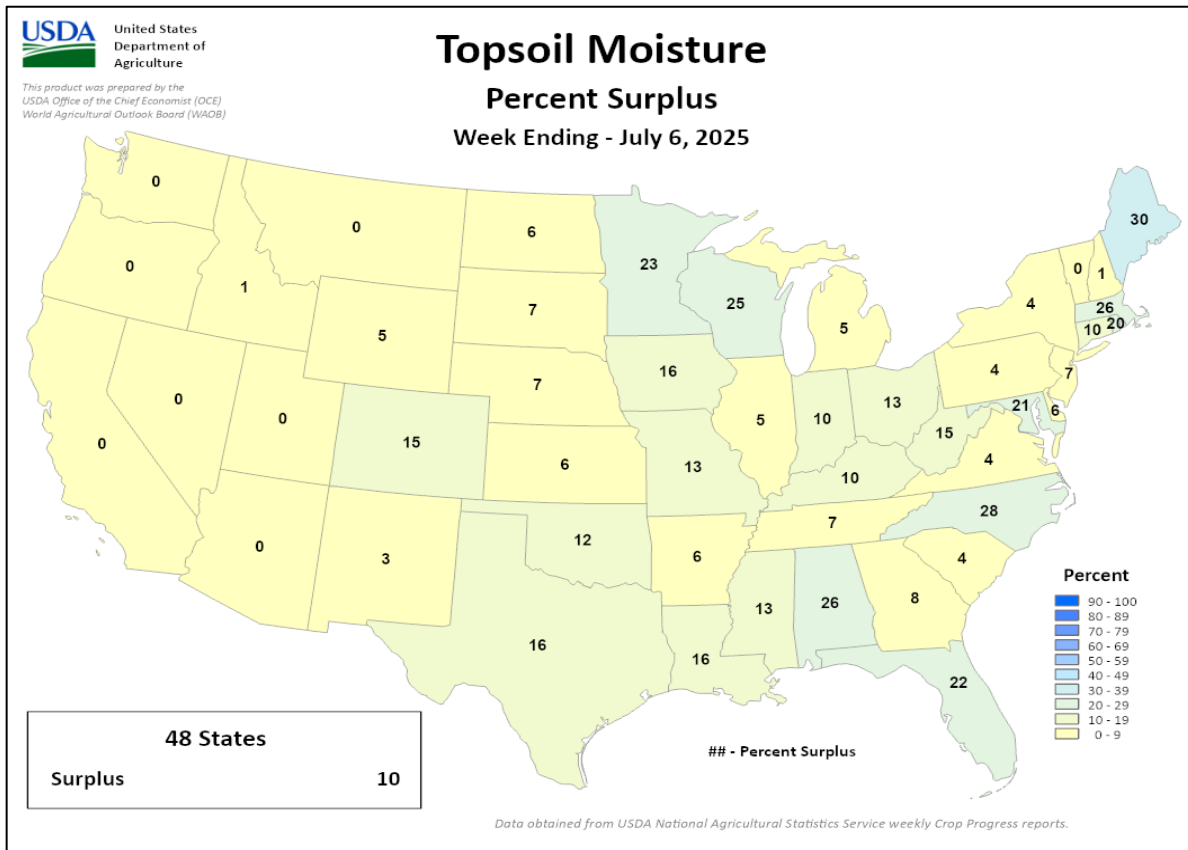 USDA
United States
Department of
Agriculture
This product was prepared by the
USDA Office of the Chief Economist (OCE)
World Agricultural Outlook Board (WAOB)
Topsoil Moisture
Percent Surplus
Week Ending - July 6, 2025
0
0
6
30
23
0
0
1
1
25
4
7
26
5
5
20
10
16
4
7
7
0
13
21
0
6
5
10
15
0
15
4
6
13
10
28
7
12
0
3
6
4
8
26
13
16
16
22
Percent
90 - 100
80 - 89
70 - 79
60 - 69
50 - 59
40 - 49
30 - 39
20 - 29
10 - 19
0 - 9
48 States
Surplus 10
## - Percent Surplus
Data obtained from USDA National Agricultural Statistics Service weekly Crop Progress reports.